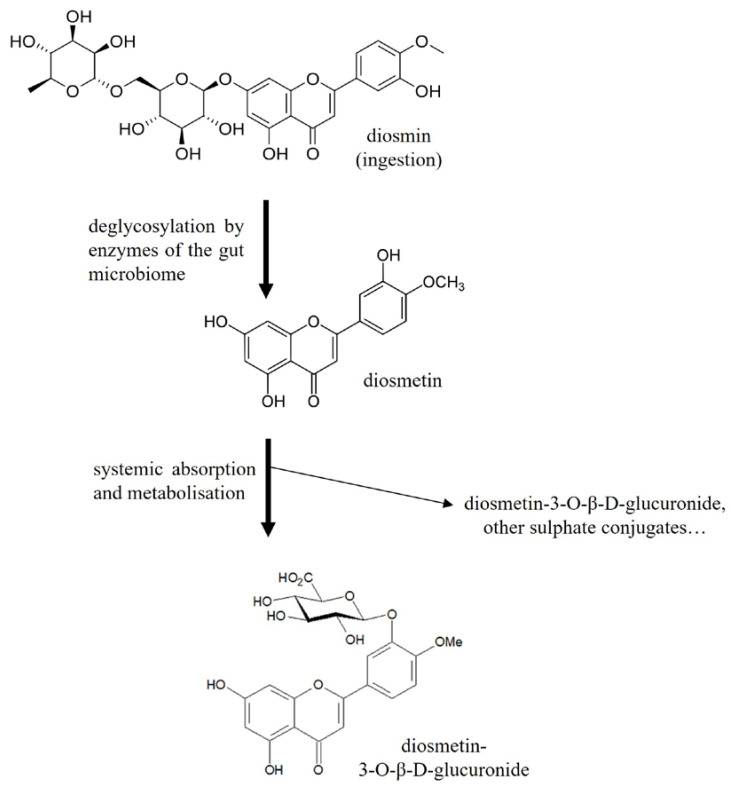 OH
HO
OH
O
O
O
O
O
HO
OH
OH
O
OH
O
OH
diosmin
(ingestion)
deglycosylation by
enzymes of the gut
microbiome
OH
OCH₃
HO
O
OH
O
diosmetin
systemic absorption
and metabolisation
diosmetin-3-O-β-D-glucuronide,
other sulphate conjugates…
HO₂C
HO
O
HO
O
OH
OMe
HO
O
OH
O
diosmetin-
3-O-β-D-glucuronide